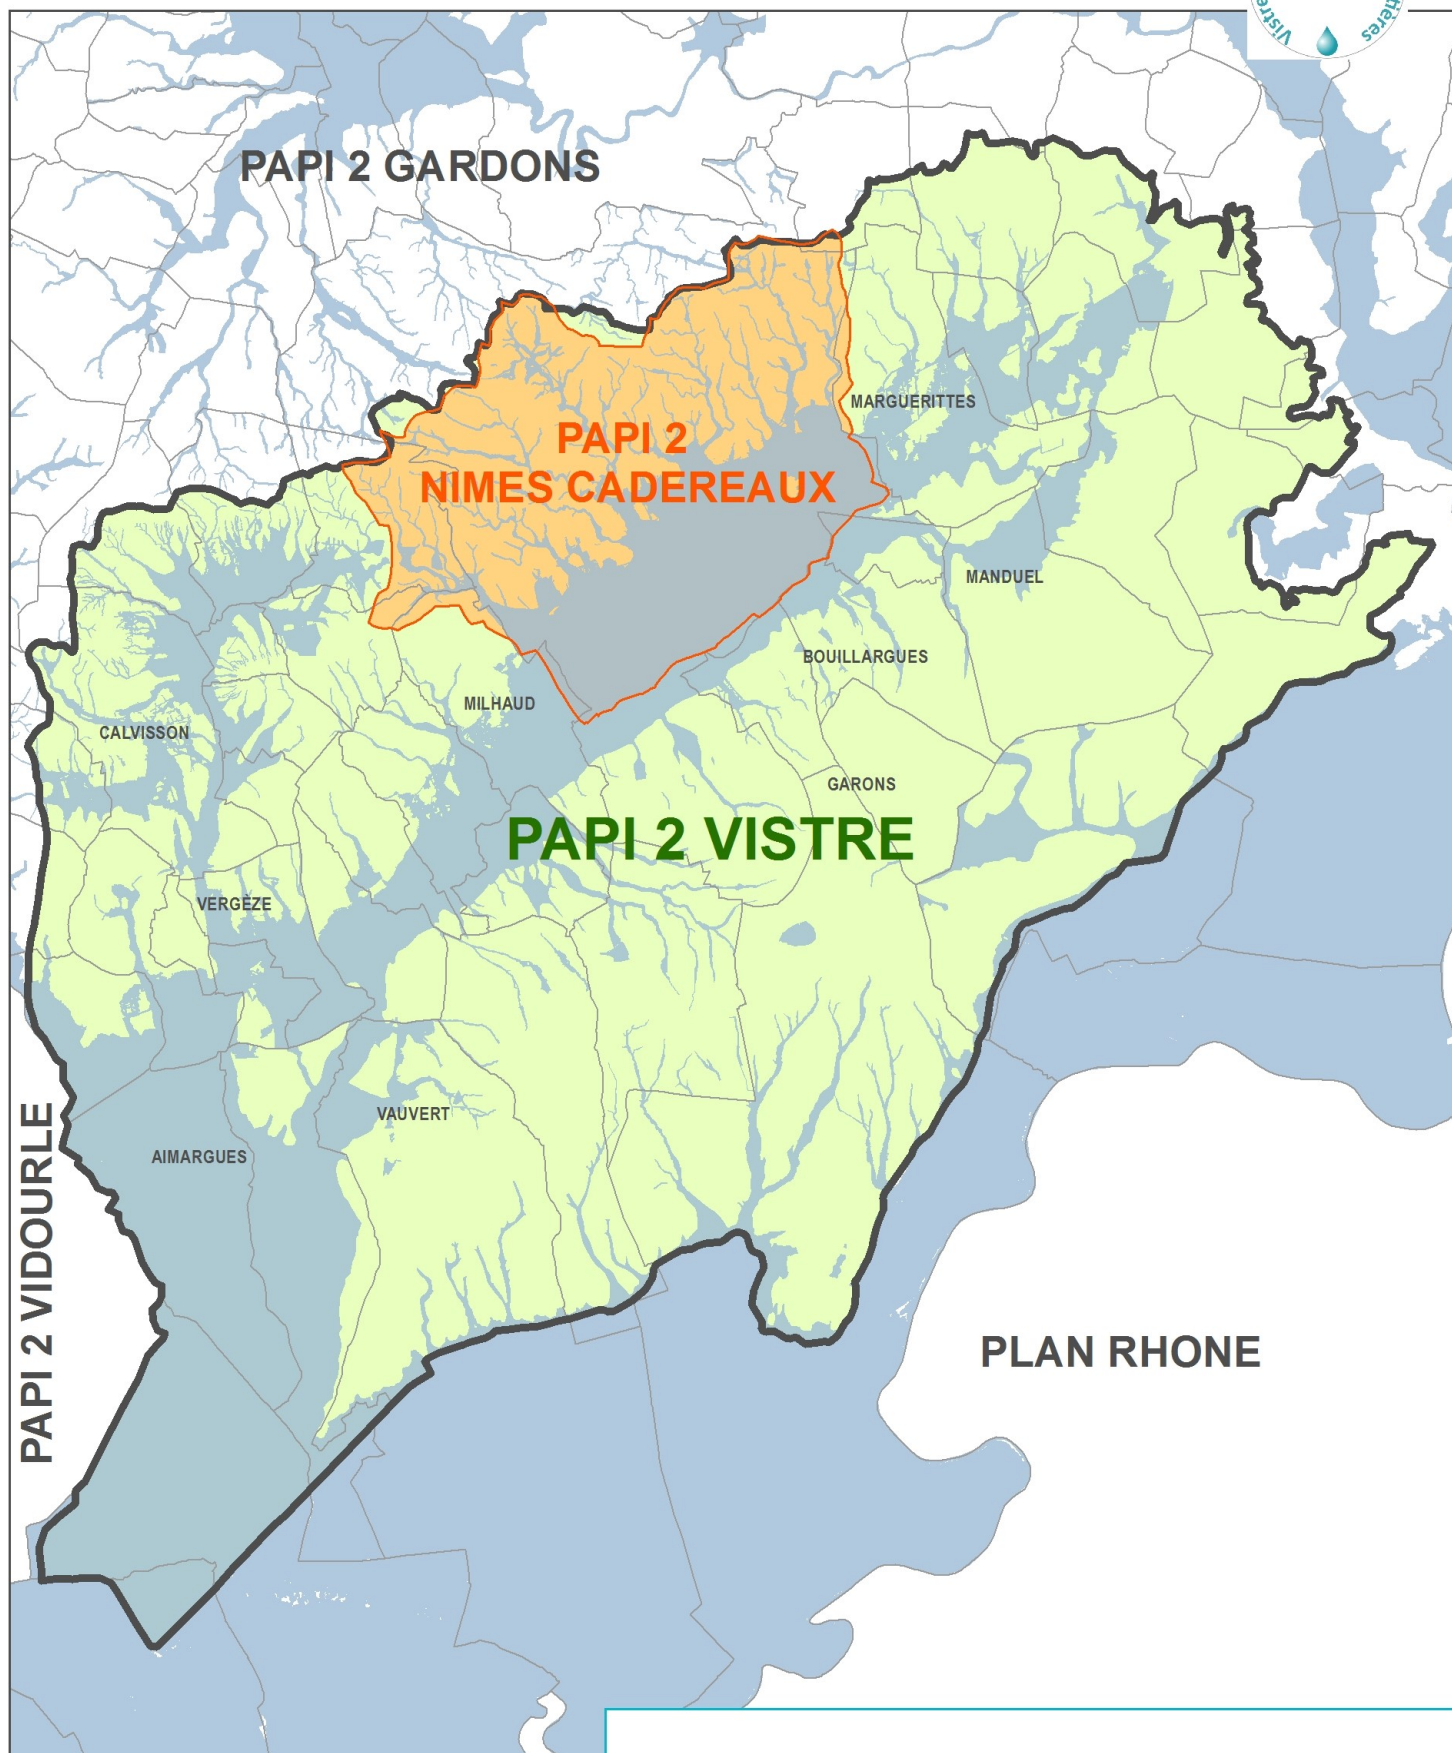 Vistre
PAPI 2 GARDONS
MARGUERITTES
PAPI 2
NIMES CADEREAUX
MANDUEL
BOUILLARGUES
MILHAUD
CALVISSON
GARONS
PAPI 2 VISTRE
VERGÈZE
VAUVERT
AIMARGUES
PAPI 2 VIDOURLE
PLAN RHONE